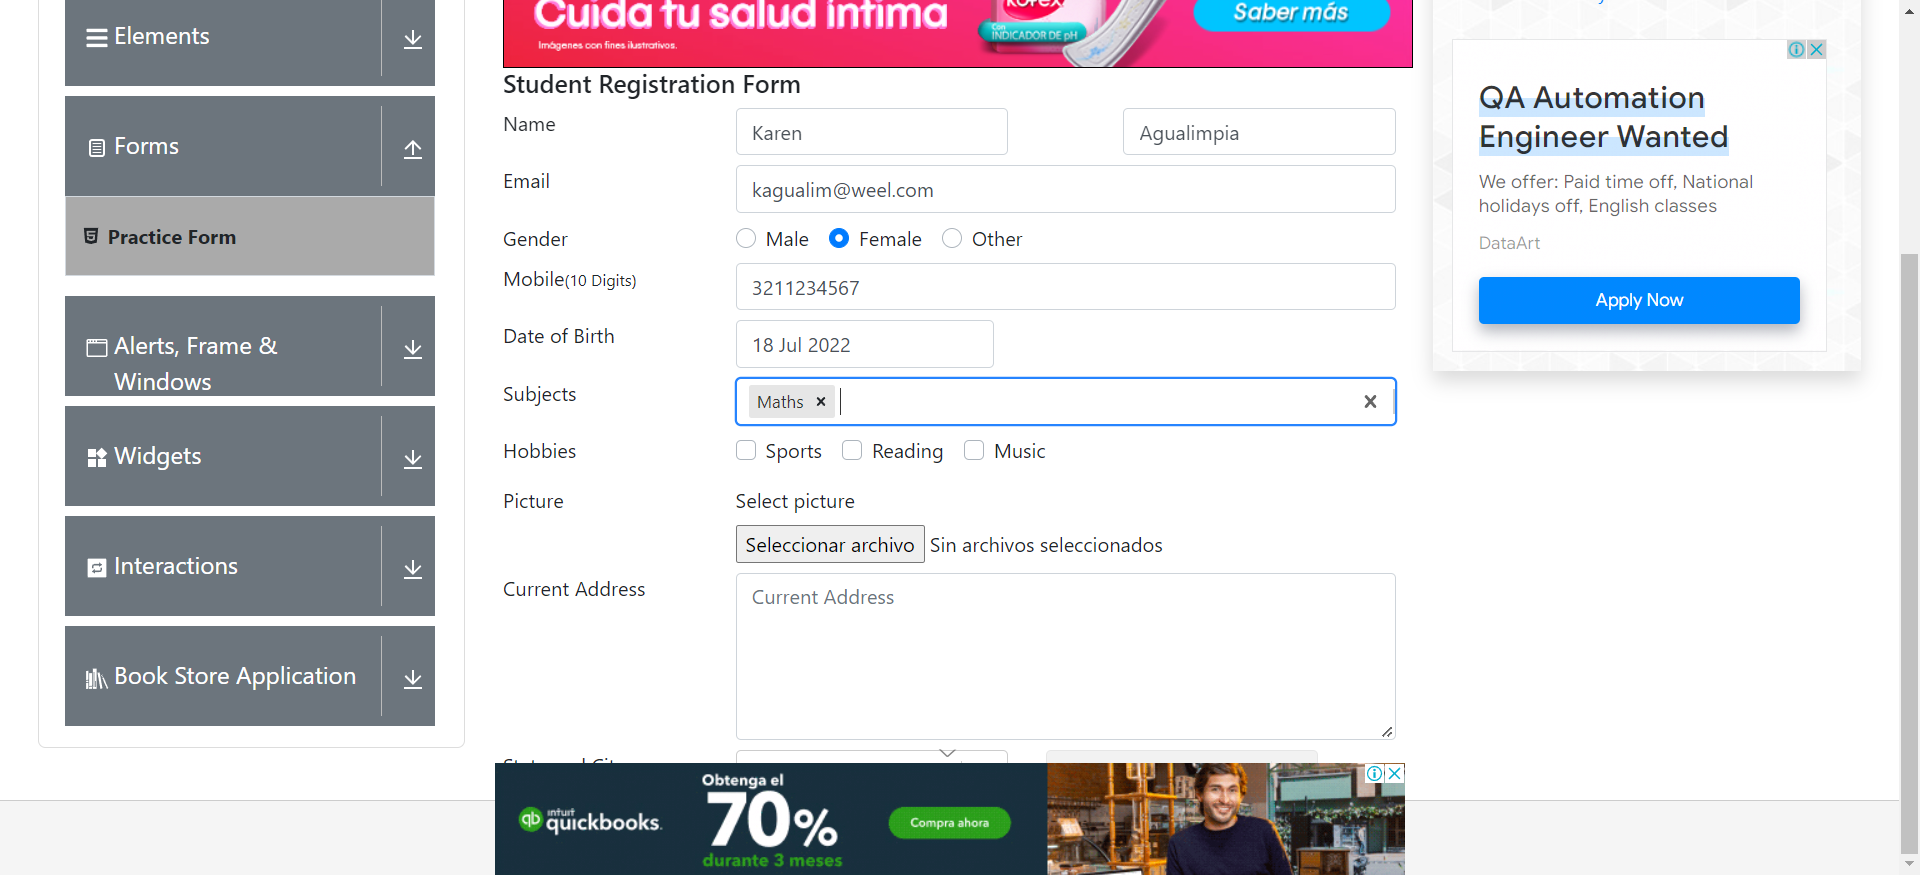 Elements
Forms
Practice Form
Alerts, Frame &
Windows
Widgets
Interactions
Book Store Application
Cuida tu salud íntima
Imágenes con fines ilustrativos.
Kotex
Con
INDICADOR DE pH
Saber más
Student Registration Form
Name
Karen
Agualimpia
Email
kagualim@weel.com
Gender
Male
Female
Other
Mobile(10 Digits)
3211234567
Date of Birth
18 Jul 2022
Subjects
Maths
Hobbies
Sports
Reading
Music
Picture
Select picture
Seleccionar archivo
Sin archivos seleccionados
Current Address
Current Address
State and City
intuit
quickbooks.
Obtenga el
70%
durante 3 meses
Compra ahora
QA Automation
Engineer Wanted
We offer: Paid time off, National
holidays off, English classes
DataArt
Apply Now